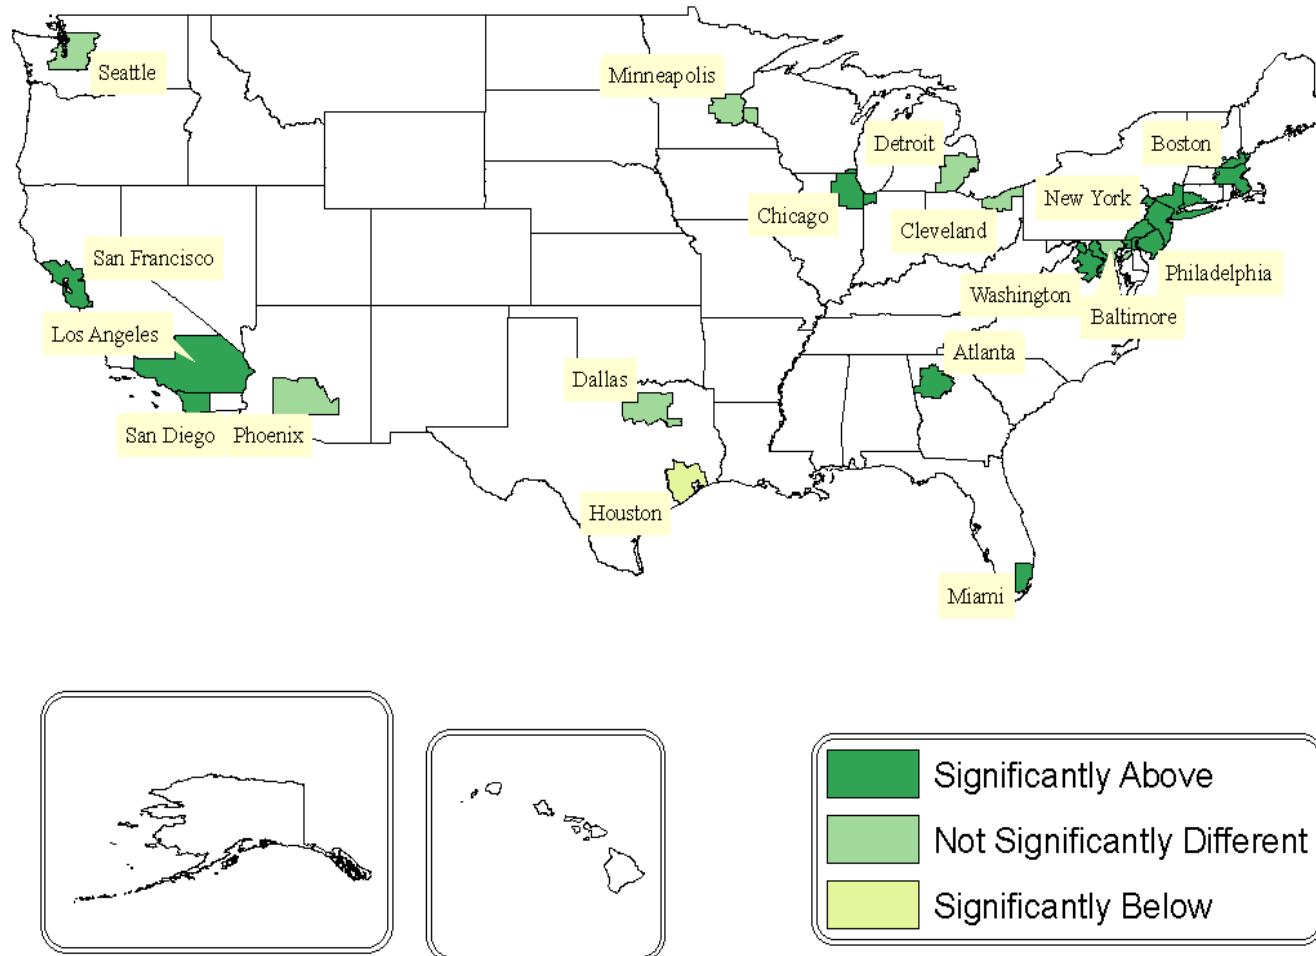 Seattle
Minneapolis
Detroit
Boston
New York
Chicago
Cleveland
San Francisco
Philadelphia
Washington
Baltimore
Los Angeles
Atlanta
Dallas
San Diego
Phoenix
Houston
Miami
Significantly Above
Not Significantly Different
Significantly Below